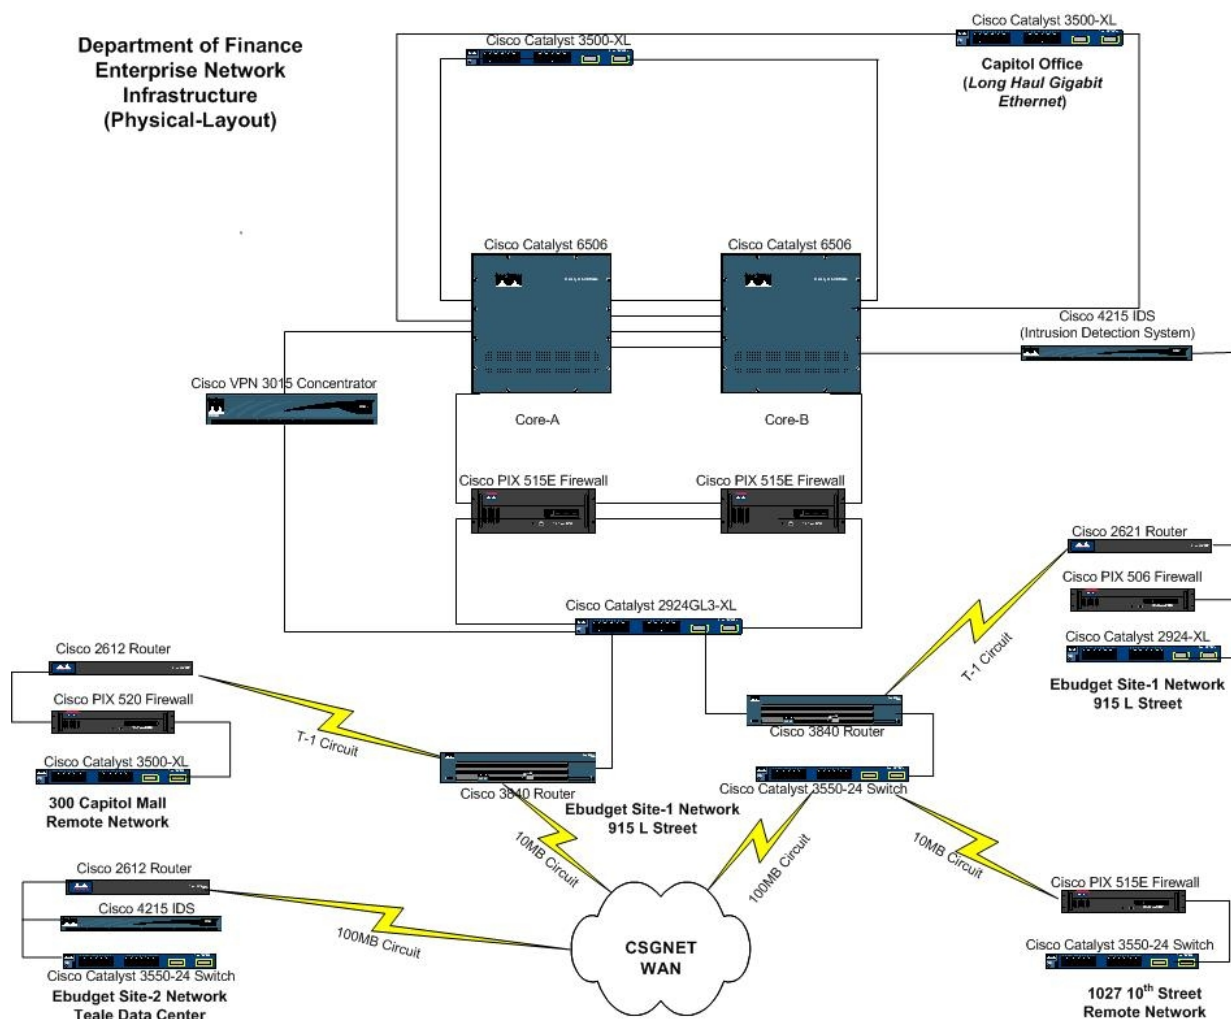 Department of Finance
Enterprise Network
Infrastructure
(Physical-Layout)
Cisco Catalyst 3500-XL
Cisco Catalyst 3500-XL
Capitol Office
(Long Haul Gigabit
Ethernet)
Cisco Catalyst 6506
Cisco Catalyst 6506
Cisco 4215 IDS
(Intrusion Detection System)
Cisco VPN 3015 Concentrator
Core-A
Core-B
Cisco PIX 515E Firewall
Cisco PIX 515E Firewall
Cisco 2621 Router
Cisco PIX 506 Firewall
Cisco Catalyst 2924-XL
Ebudget Site-1 Network
915 L Street
T-1 Circuit
Cisco Catalyst 2924GL3-XL
Cisco 2612 Router
Cisco PIX 520 Firewall
T-1 Circuit
Cisco Catalyst 3500-XL
300 Capitol Mall
Remote Network
Cisco 3840 Router
Cisco 3840 Router
Ebudget Site-1 Network
915 L Street
Cisco Catalyst 3550-24 Switch
10MB Circuit
100MB Circuit
10MB Circuit
Cisco 2612 Router
Cisco 4215 IDS
100MB Circuit
Cisco Catalyst 3550-24 Switch
Ebudget Site-2 Network
Teale Data Center
CSGNET
WAN
Cisco PIX 515E Firewall
Cisco Catalyst 3550-24 Switch
1027 10th Street
Remote Network